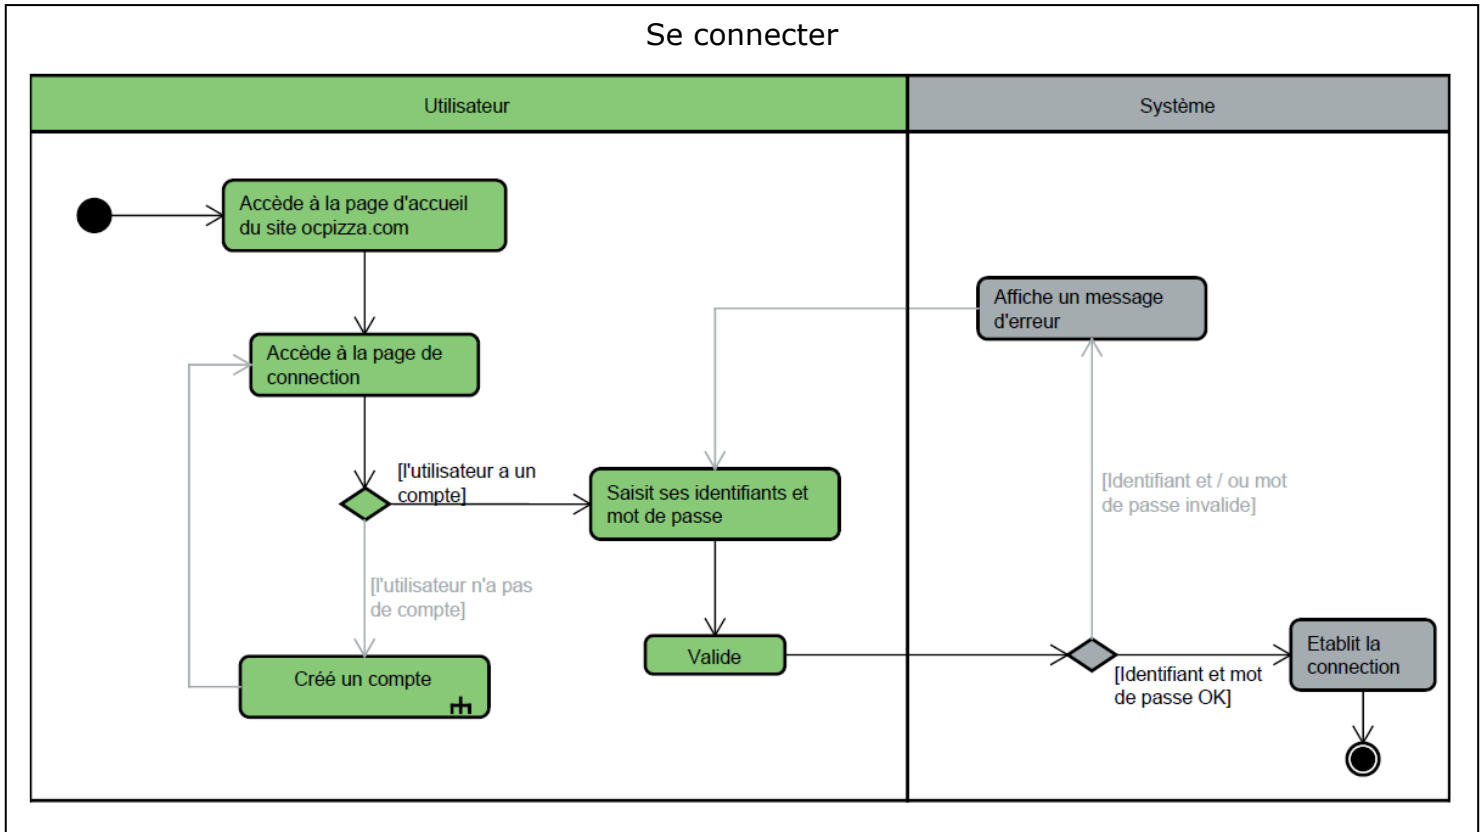 Se connecter
Utilisateur
Système
Accède à la page d'accueil
du site ocpizza.com
Affiche un message
d'erreur
Accède à la page de
connection
[l'utilisateur a un
compte]
Saisit ses identifiants et
mot de passe
[Identifiant et / ou mot
de passe invalide]
[l'utilisateur n'a pas
de compte]
Créé un compte
Valide
Etablit la
connection
[Identifiant et mot
de passe OK]